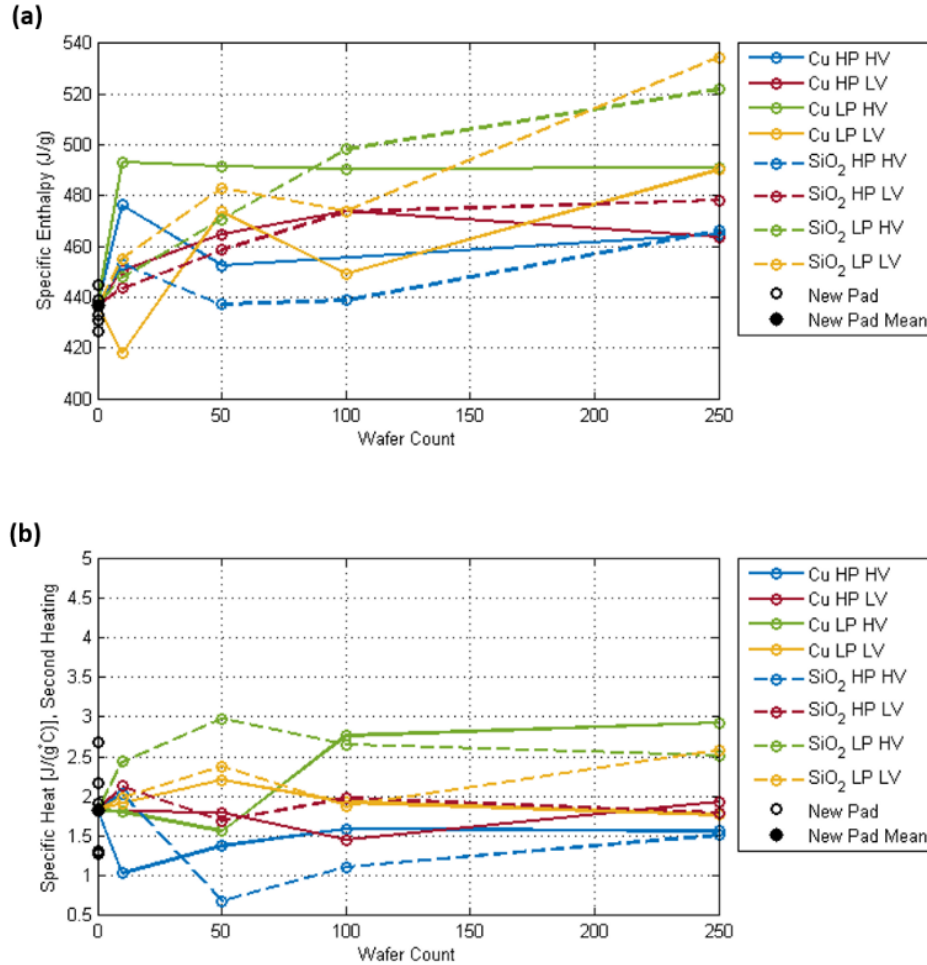 (a)
540
520
500
480
460
440
420
400
Specific Enthalpy (J/g)
0 50 100 150 200 250
Wafer Count
Cu HP HV
Cu HP LV
Cu LP HV
Cu LP LV
SiO2 HP HV
SiO2 HP LV
SiO2 LP HV
SiO2 LP LV
New Pad
New Pad Mean
(b)
5
4.5
4
3.5
3
2.5
2
1.5
1
0.5
Specific Heat [J/(g°C)], Second Heating
0 50 100 150 200 250
Wafer Count
Cu HP HV
Cu HP LV
Cu LP HV
Cu LP LV
SiO2 HP HV
SiO2 HP LV
SiO2 LP HV
SiO2 LP LV
New Pad
New Pad Mean